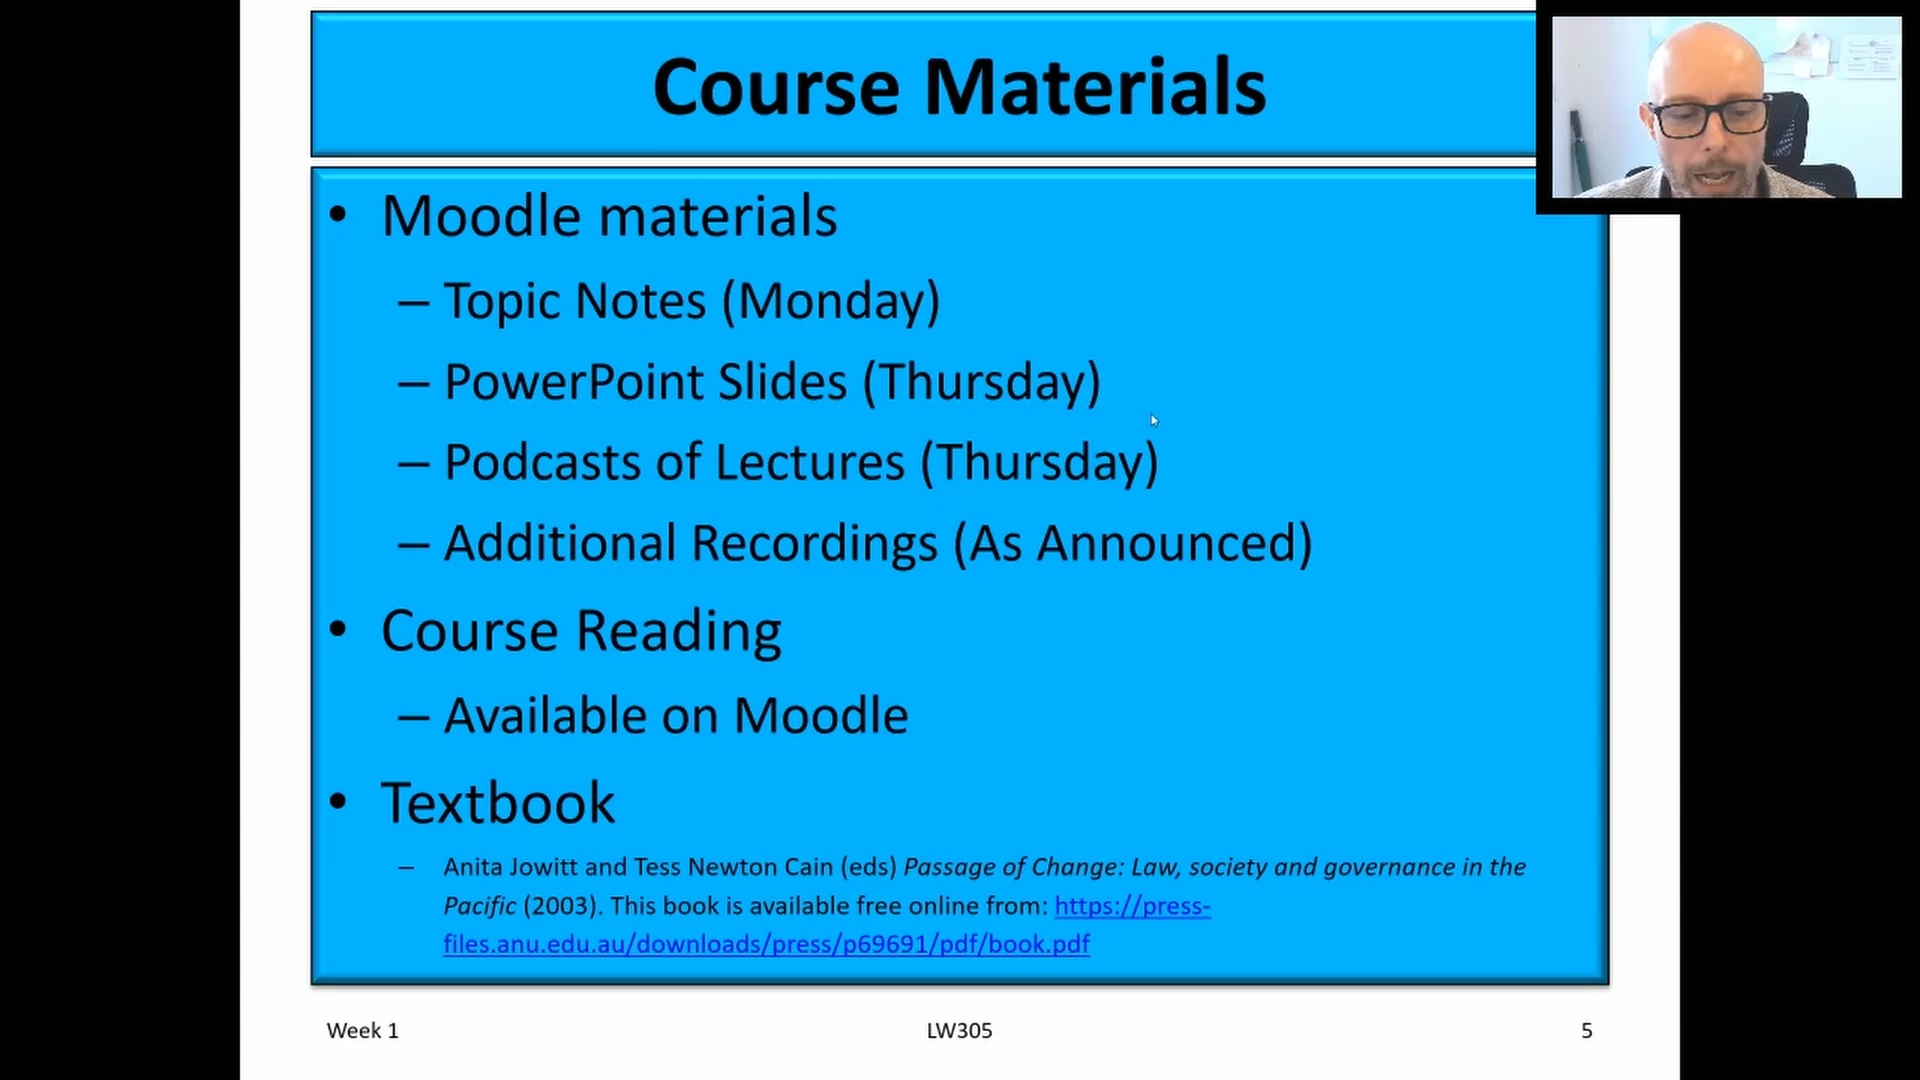 Course Materials
• Moodle materials
– Topic Notes (Monday)
– PowerPoint Slides (Thursday)
– Podcasts of Lectures (Thursday)
– Additional Recordings (As Announced)
• Course Reading
– Available on Moodle
• Textbook
– Anita Jowitt and Tess Newton Cain (eds) Passage of Change: Law, society and governance in the
Pacific (2003). This book is available free online from: https://press-
files.anu.edu.au/downloads/press/p69691/pdf/book.pdf
Week 1
LW305
5